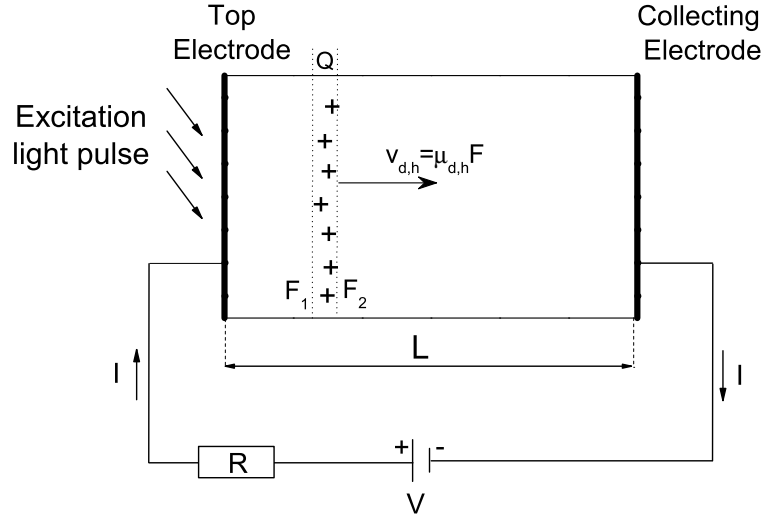 Top
Electrode
Collecting
Electrode
Q
Excitation
light pulse
+
+
+
+
+
+
+
v_{d,h}=μ_{d,h}F
F_1
F_2
L
I
I
R
+
-
V